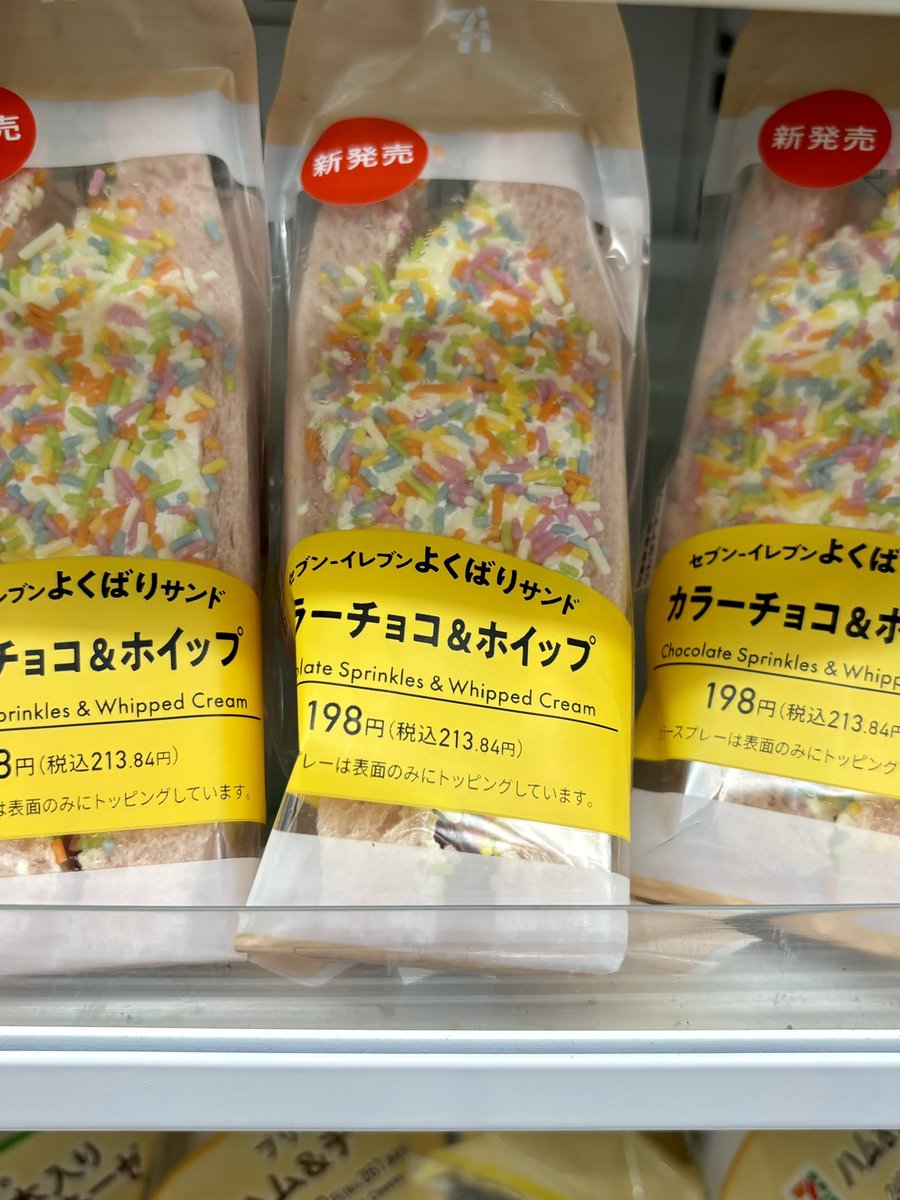 売
新発売
新発売
レブンよくばりサンド
チョコ&ホイップ
prinkles & Whipped Cream
8円(税込213.84円)
は表面のみにトッピングしています。
セブン-イレブンよくばりサンド
ラーチョコ&ホイップ
olate Sprinkles & Whipped Cream
198円(税込213.84円)
レーは表面のみにトッピングしています。
セブン-イレブンよくば
カラーチョコ&ホ
Chocolate Sprinkles & Whipp
198円(税込213.84円
ースプレーは表面のみにトッピング